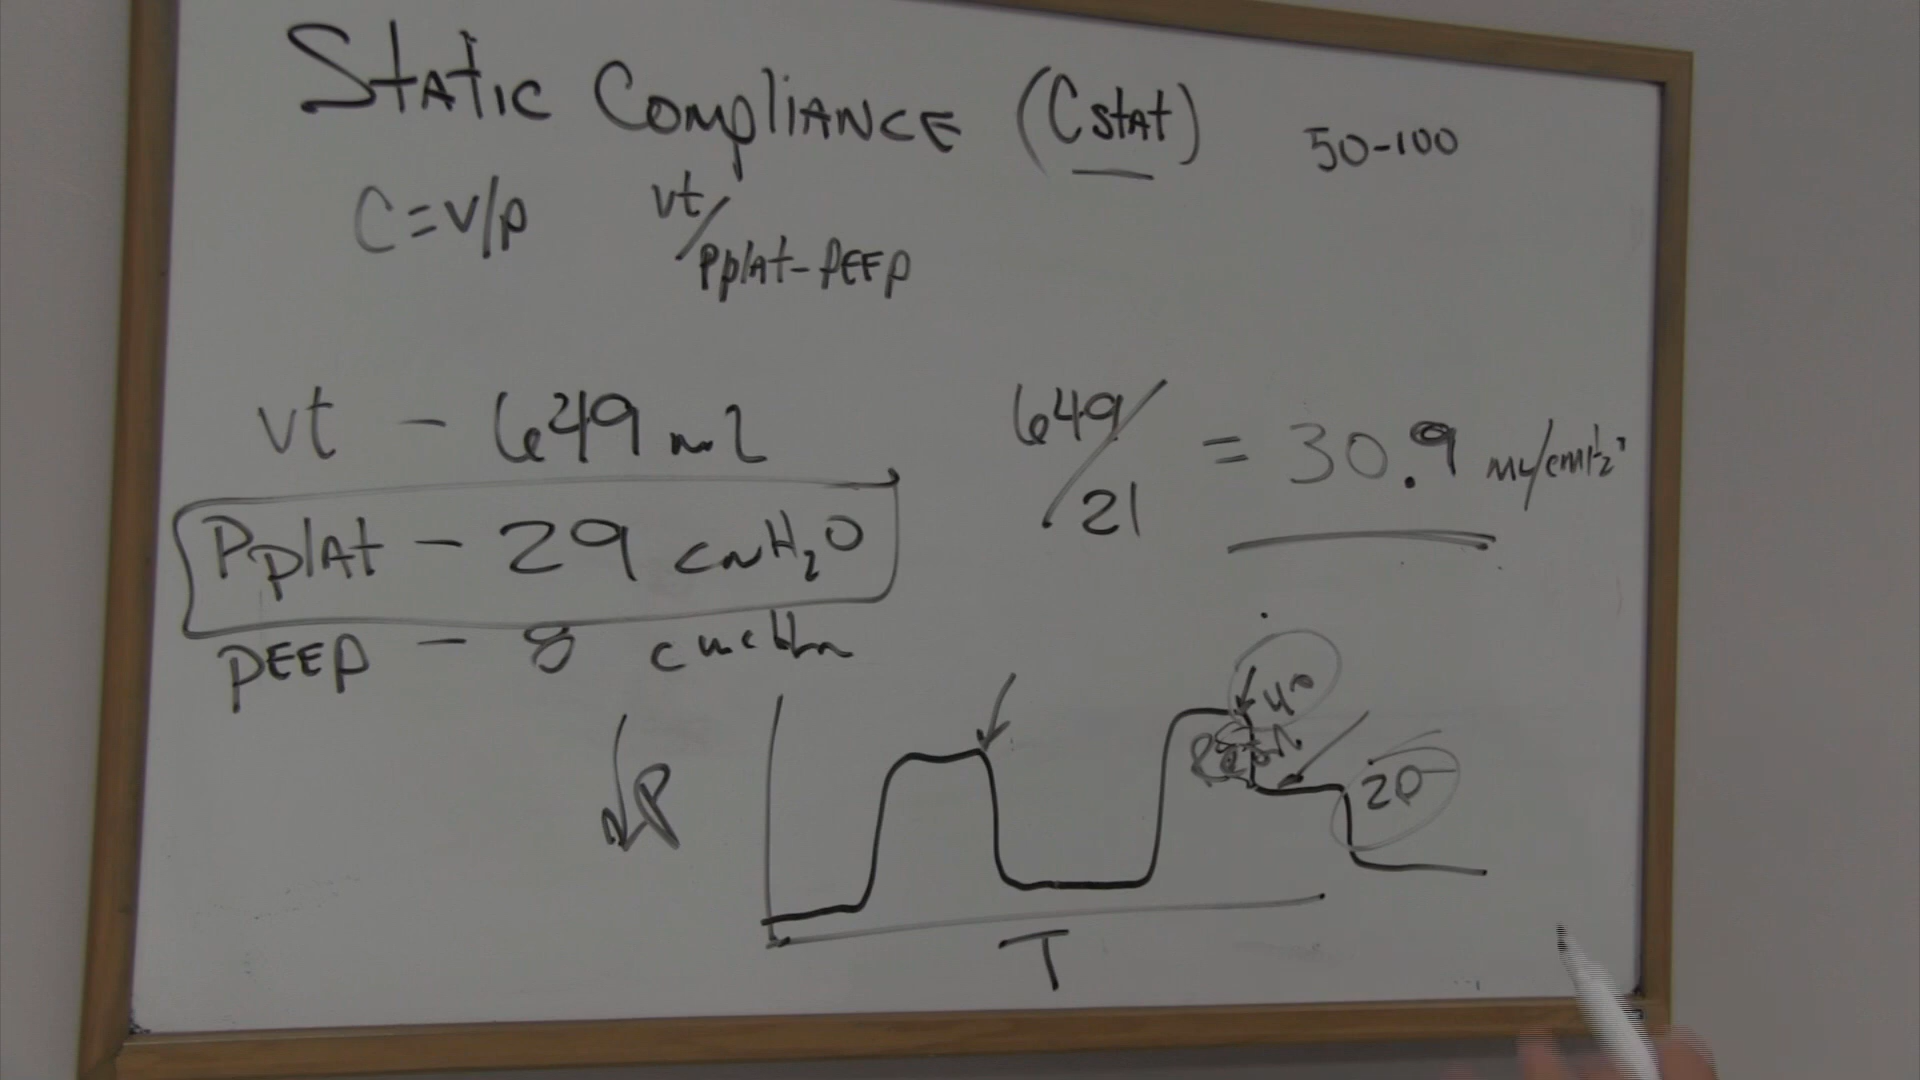 STATIC COMPLIANCE (CSTAT) 50-100
C=V/P vt/PPlAt-PEEP
vt - 649 ml
649/21 = 30.9 mL/cmH2O
PPlAt - 29 cmH2O
PEEP - 8
40
20
P
T